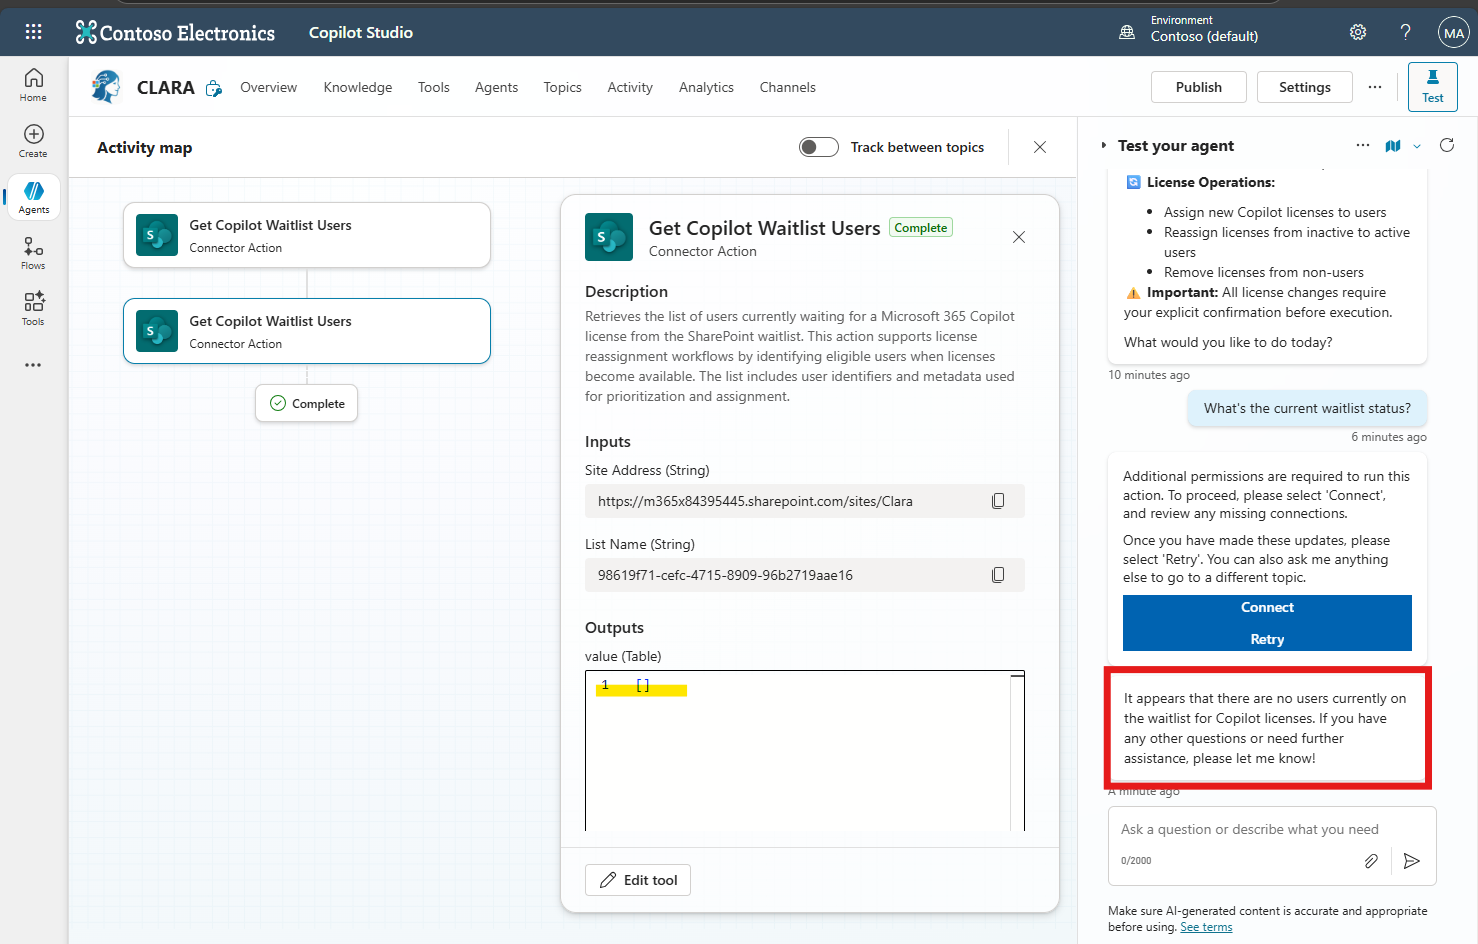 Contoso Electronics
Copilot Studio
Environment
Contoso (default)
MA
Home
Create
Agents
Flows
Tools
CLARA
Overview
Knowledge
Tools
Agents
Topics
Activity
Analytics
Channels
Publish
Settings
Test
Activity map
Track between topics
Get Copilot Waitlist Users
Connector Action
Get Copilot Waitlist Users
Connector Action
Complete
Get Copilot Waitlist Users
Complete
Connector Action
Description
Retrieves the list of users currently waiting for a Microsoft 365 Copilot
license from the SharePoint waitlist. This action supports license
reassignment workflows by identifying eligible users when licenses
become available. The list includes user identifiers and metadata used
for prioritization and assignment.
Inputs
Site Address (String)
https://m365x84395445.sharepoint.com/sites/Clara
List Name (String)
98619f71-cefc-4715-8909-96b2719aae16
Outputs
value (Table)
1 []
Edit tool
Test your agent
License Operations:
• Assign new Copilot licenses to users
• Reassign licenses from inactive to active
users
• Remove licenses from non-users
⚠️ Important: All license changes require
your explicit confirmation before execution.
What would you like to do today?
10 minutes ago
What's the current waitlist status?
6 minutes ago
Additional permissions are required to run this
action. To proceed, please select 'Connect',
and review any missing connections.
Once you have made these updates, please
select 'Retry'. You can also ask me anything
else to go to a different topic.
Connect
Retry
It appears that there are no users currently on
the waitlist for Copilot licenses. If you have
any other questions or need further
assistance, please let me know!
A minute ago
Ask a question or describe what you need
0/2000
Make sure AI-generated content is accurate and appropriate
before using. See terms